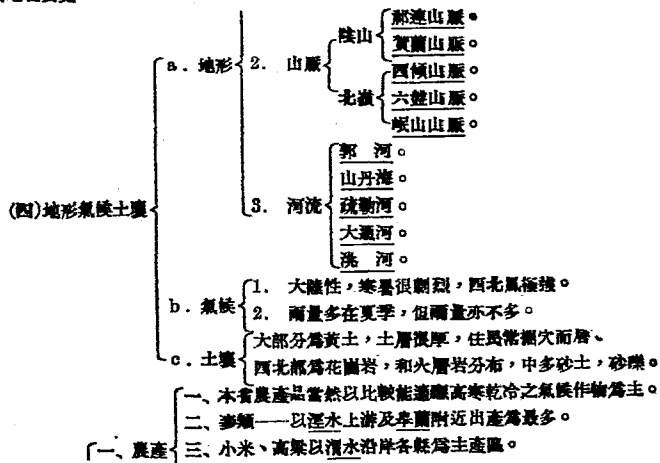 (四)地形氣候土壤
a．地形
2．山脈
陰山
祁連山脈。
賀蘭山脈。
北嶺
西傾山脈。
六盤山脈。
岷山山脈。
3．河流
郭　河。
山丹海。
疏勒河。
大通河。
洮　河。
b．氣候
1．大陸性，寒暑很劇烈，西北風極強。
2．雨量多在夏季，但雨量亦不多。
c．土壤
大部分為黃土，土層很厚，住民常掘穴而居。
西北部為花崗岩，和火層岩分布，中多砂土，砂礫。
一、農產
一、本省農產品當然以比較能適應高寒乾冷之氣候作物為主。
二、麥類——以涇水上游及皋蘭附近出產為最多。
三、小米、高粱以渭水沿岸各縣為主產區。